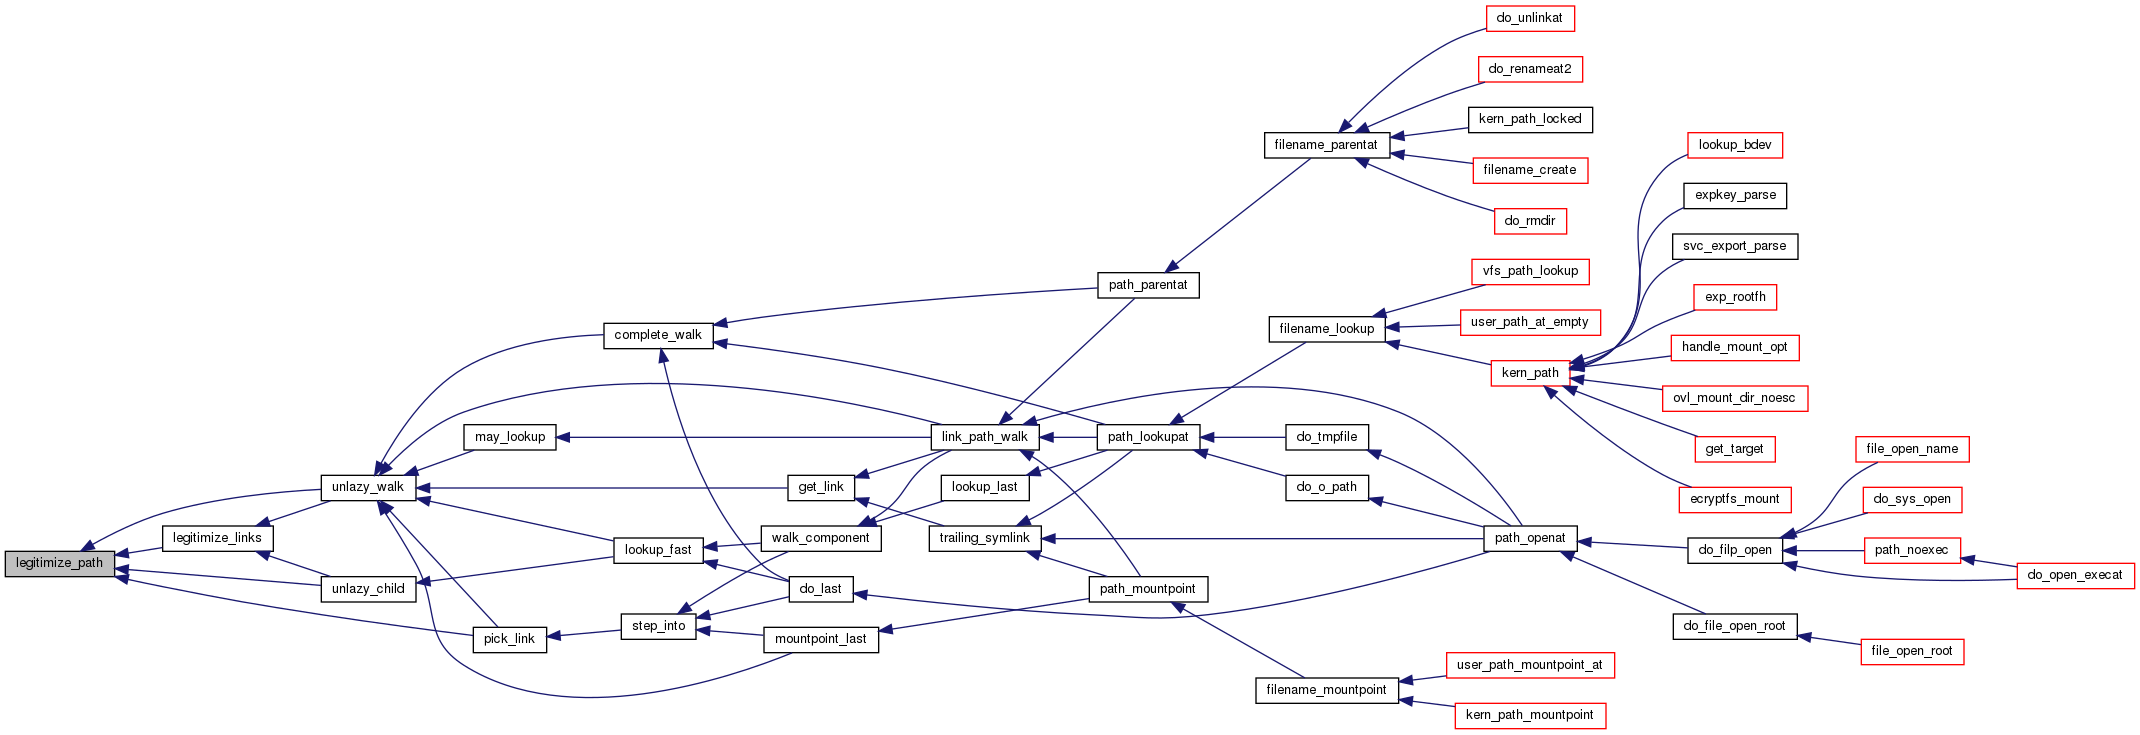 do_unlinkat
do_renameat2
kern_path_locked
filename_parentat
lookup_bdev
filename_create
expkey_parse
do_rmdir
svc_export_parse
vfs_path_lookup
path_parentat
exp_rootfh
user_path_at_empty
filename_lookup
complete_walk
handle_mount_opt
kern_path
ovl_mount_dir_noesc
may_lookup
link_path_walk
path_lookupat
do_tmpfile
get_target
file_open_name
unlazy_walk
get_link
lookup_last
do_o_path
ecryptfs_mount
do_sys_open
legitimize_links
walk_component
trailing_symlink
path_openat
lookup_fast
do_filp_open
path_noexec
legitimize_path
do_open_execat
unlazy_child
do_last
path_mountpoint
step_into
do_file_open_root
pick_link
mountpoint_last
file_open_root
user_path_mountpoint_at
filename_mountpoint
kern_path_mountpoint